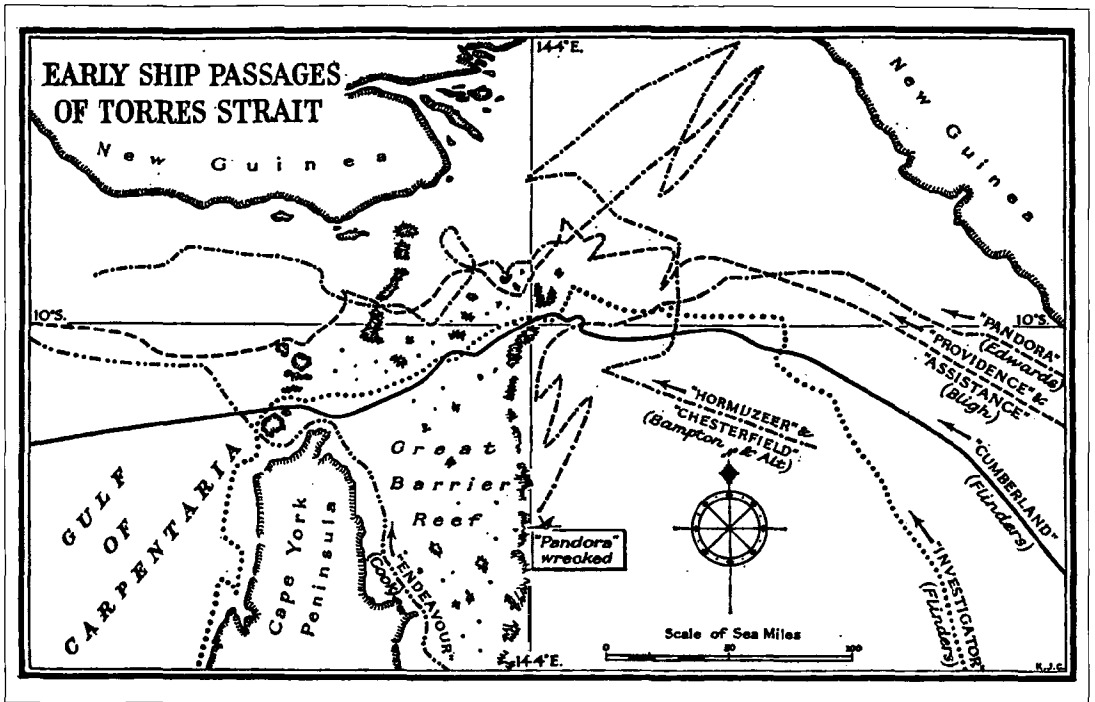 EARLY SHIP PASSAGES
OF TORRES STRAIT
144°E.
New Guinea
New Guinea
10°S.
10°S.
"PANDORA"
(Edwards)
"PROVIDENCE" &
"ASSISTANCE"
(Bligh)
"HORMUZEER" &
"CHESTERFIELD"
(Bampton & Alt)
"CUMBERLAND"
(Flinders)
"INVESTIGATOR"
(Flinders)
Great
Barrier
Reef
GULF
OF
CARPENTARIA
Cape York
Peninsula
"ENDEAVOUR"
(Cook)
"Pandora"
wrecked
Scale of Sea Miles
0 50 100
144°E.
K.J.C.